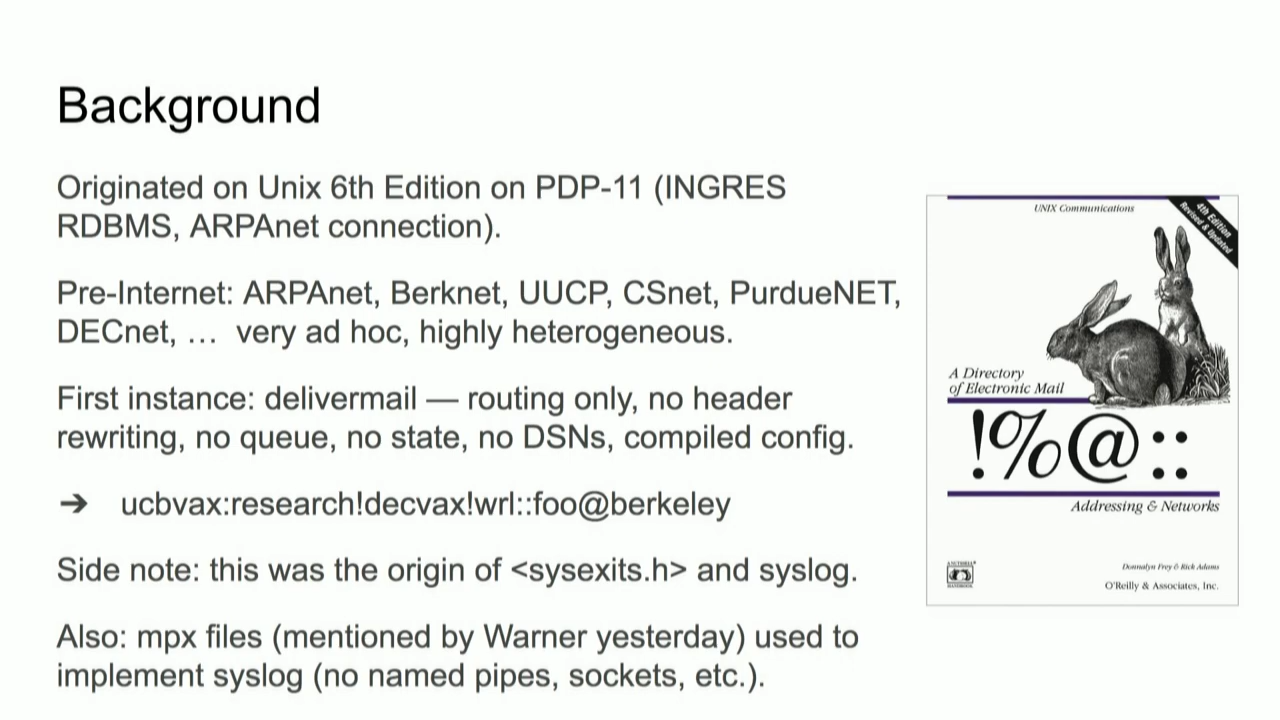 Background
Originated on Unix 6th Edition on PDP-11 (INGRES
RDBMS, ARPAnet connection).
Pre-Internet: ARPAnet, Berknet, UUCP, CSnet, PurdueNET,
DECnet, … very ad hoc, highly heterogeneous.
First instance: delivermail — routing only, no header
rewriting, no queue, no state, no DSNs, compiled config.
➔ ucbvax:research!decvax!wrl::foo@berkeley
Side note: this was the origin of <sysexits.h> and syslog.
Also: mpx files (mentioned by Warner yesterday) used to
implement syslog (no named pipes, sockets, etc.).
UNIX Communications
4th Edition
Revised & Updated
A Directory
of Electronic Mail
!%@::
Addressing & Networks
Donnalyn Frey & Rick Adams
O'Reilly & Associates, Inc.